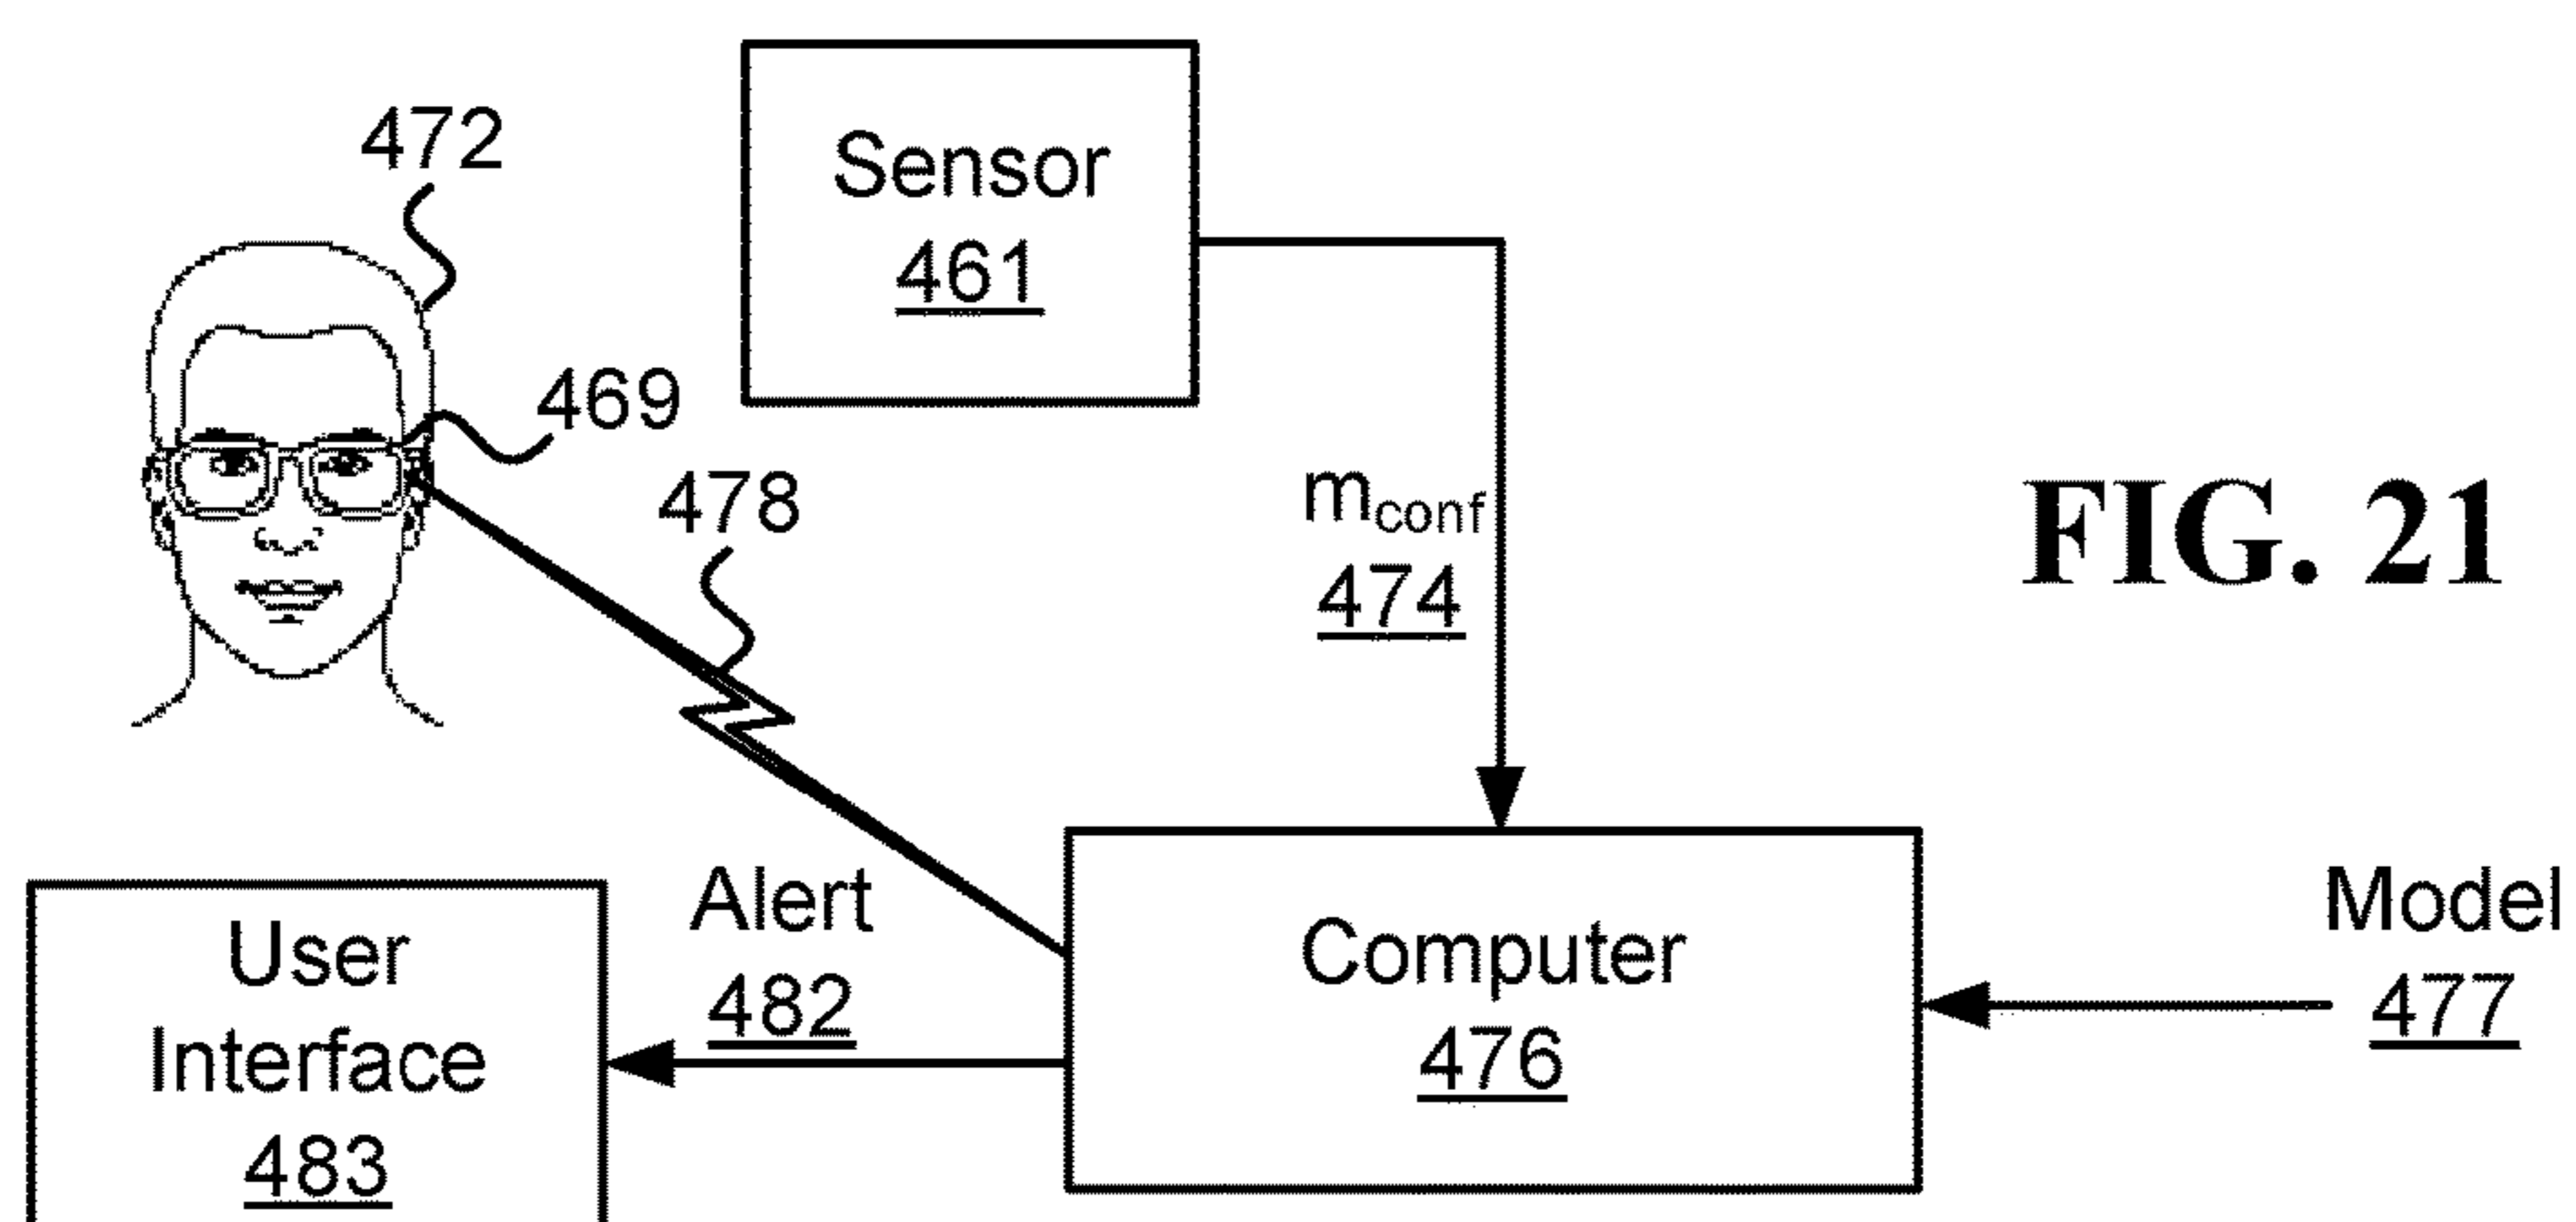 472
Sensor
461
469
478
mconf
474
FIG. 21
Alert
482
User
Interface
483
Computer
476
Model
477